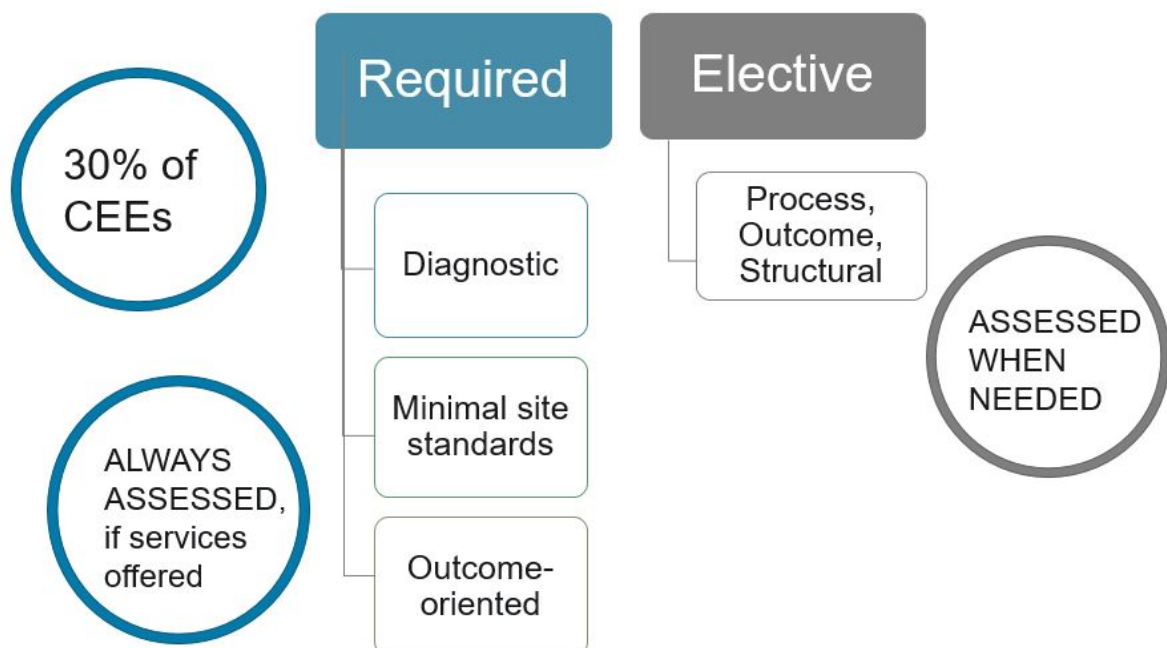 Required
Elective
30% of
CEEs
Diagnostic
Process,
Outcome,
Structural
ASSESSED
WHEN
NEEDED
Minimal site
standards
ALWAYS
ASSESSED,
if services
offered
Outcome-
oriented